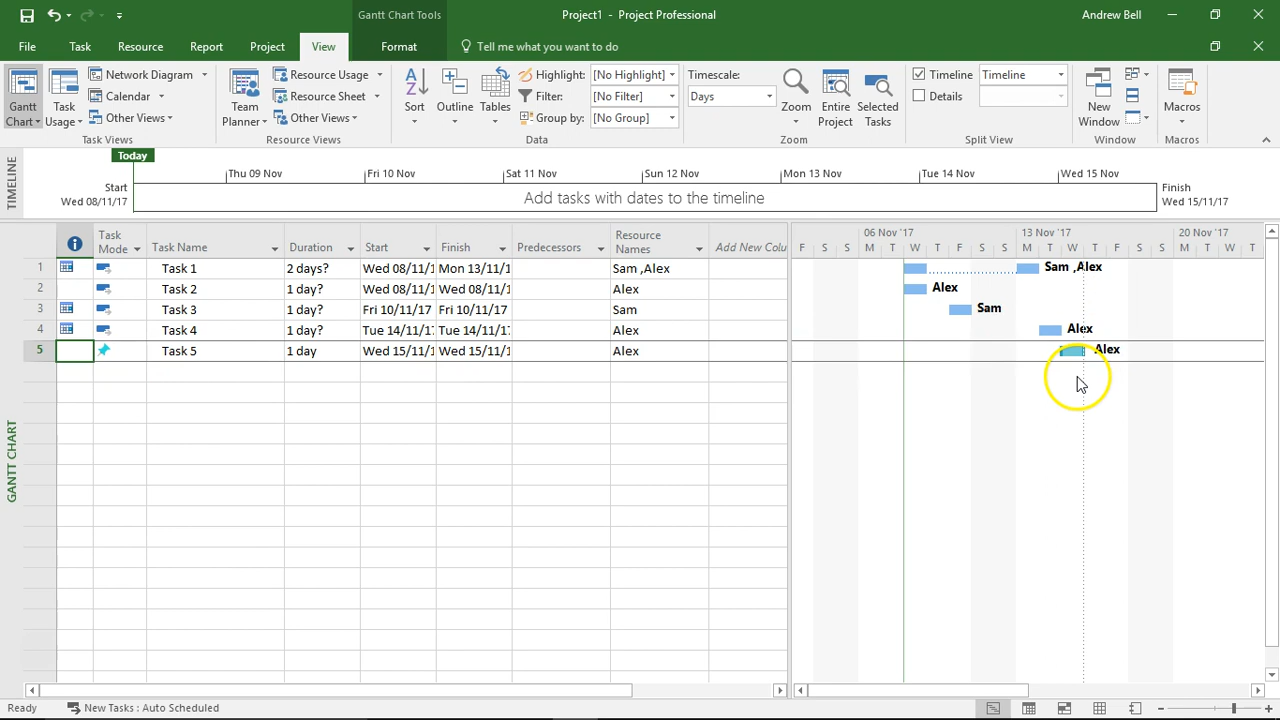 Gantt Chart Tools
Project1 - Project Professional
Andrew Bell
File Task Resource Report Project View Format Tell me what you want to do
Gantt Chart
Task Usage
Network Diagram
Calendar
Other Views
Task Views
Team Planner
Resource Usage
Resource Sheet
Other Views
Resource Views
Sort
Outline
Tables
Highlight: [No Highlight]
Filter: [No Filter]
Group by: [No Group]
Data
Timescale:
Days
Zoom
Entire Project
Selected Tasks
Zoom
Timeline Timeline
Details
Split View
New Window
Window
Macros
Macros
TIMELINE
Today
Thu 09 Nov Fri 10 Nov Sat 11 Nov Sun 12 Nov Mon 13 Nov Tue 14 Nov Wed 15 Nov
Start
Wed 08/11/17
Add tasks with dates to the timeline
Finish
Wed 15/11/17
GANTT CHART
Task Mode Task Name Duration Start Finish Predecessors Resource Names Add New Colu
06 Nov '17 13 Nov '17 20 Nov '17
F S S M T W T F S S M T W T F S S M T W T
1 Task 1 2 days? Wed 08/11/1 Mon 13/11/1 Sam ,Alex Sam ,Alex
2 Task 2 1 day? Wed 08/11/1 Wed 08/11/1 Alex Alex
3 Task 3 1 day? Fri 10/11/17 Fri 10/11/17 Sam Sam
4 Task 4 1 day? Tue 14/11/17 Tue 14/11/17 Alex Alex
5 Task 5 1 day Wed 15/11/1 Wed 15/11/1 Alex Alex
Ready New Tasks : Auto Scheduled